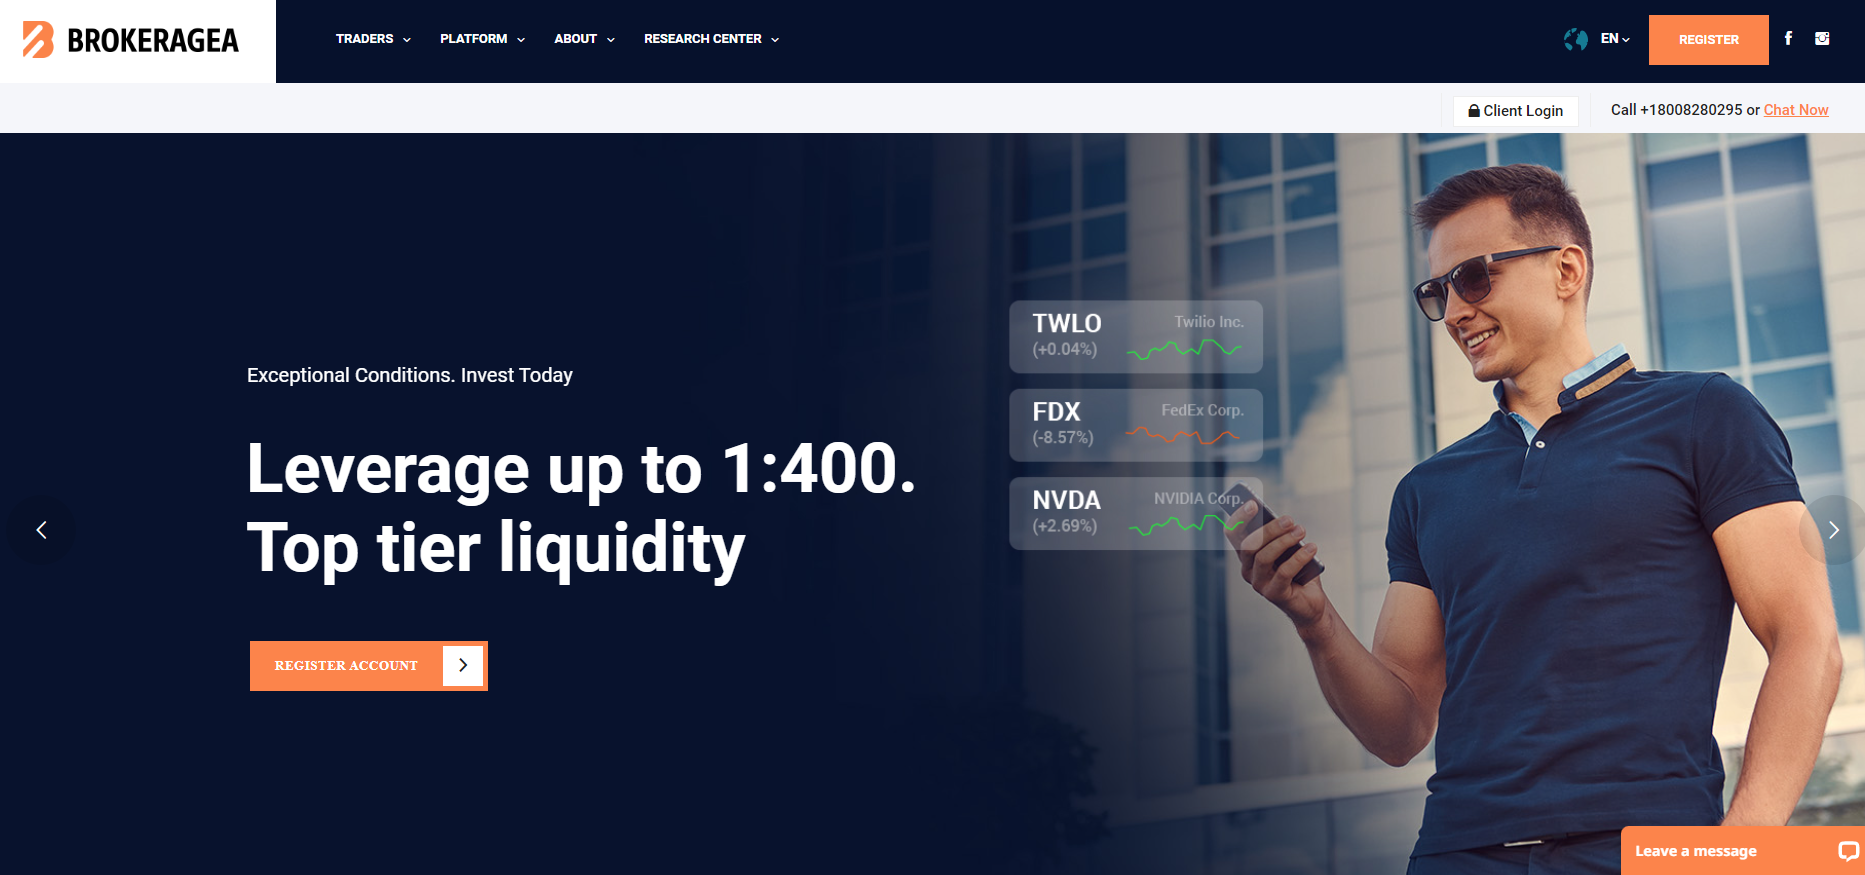 BROKERAGEA
TRADERS
PLATFORM
ABOUT
RESEARCH CENTER
EN
REGISTER
Client Login
Call +18008280295 or Chat Now
TWLO
Twilio Inc.
(+0.04%)
FDX
FedEx Corp.
(-8.57%)
NVDA
NVIDIA Corp.
(+2.69%)
Exceptional Conditions. Invest Today
Leverage up to 1:400.
Top tier liquidity
REGISTER ACCOUNT
Leave a message